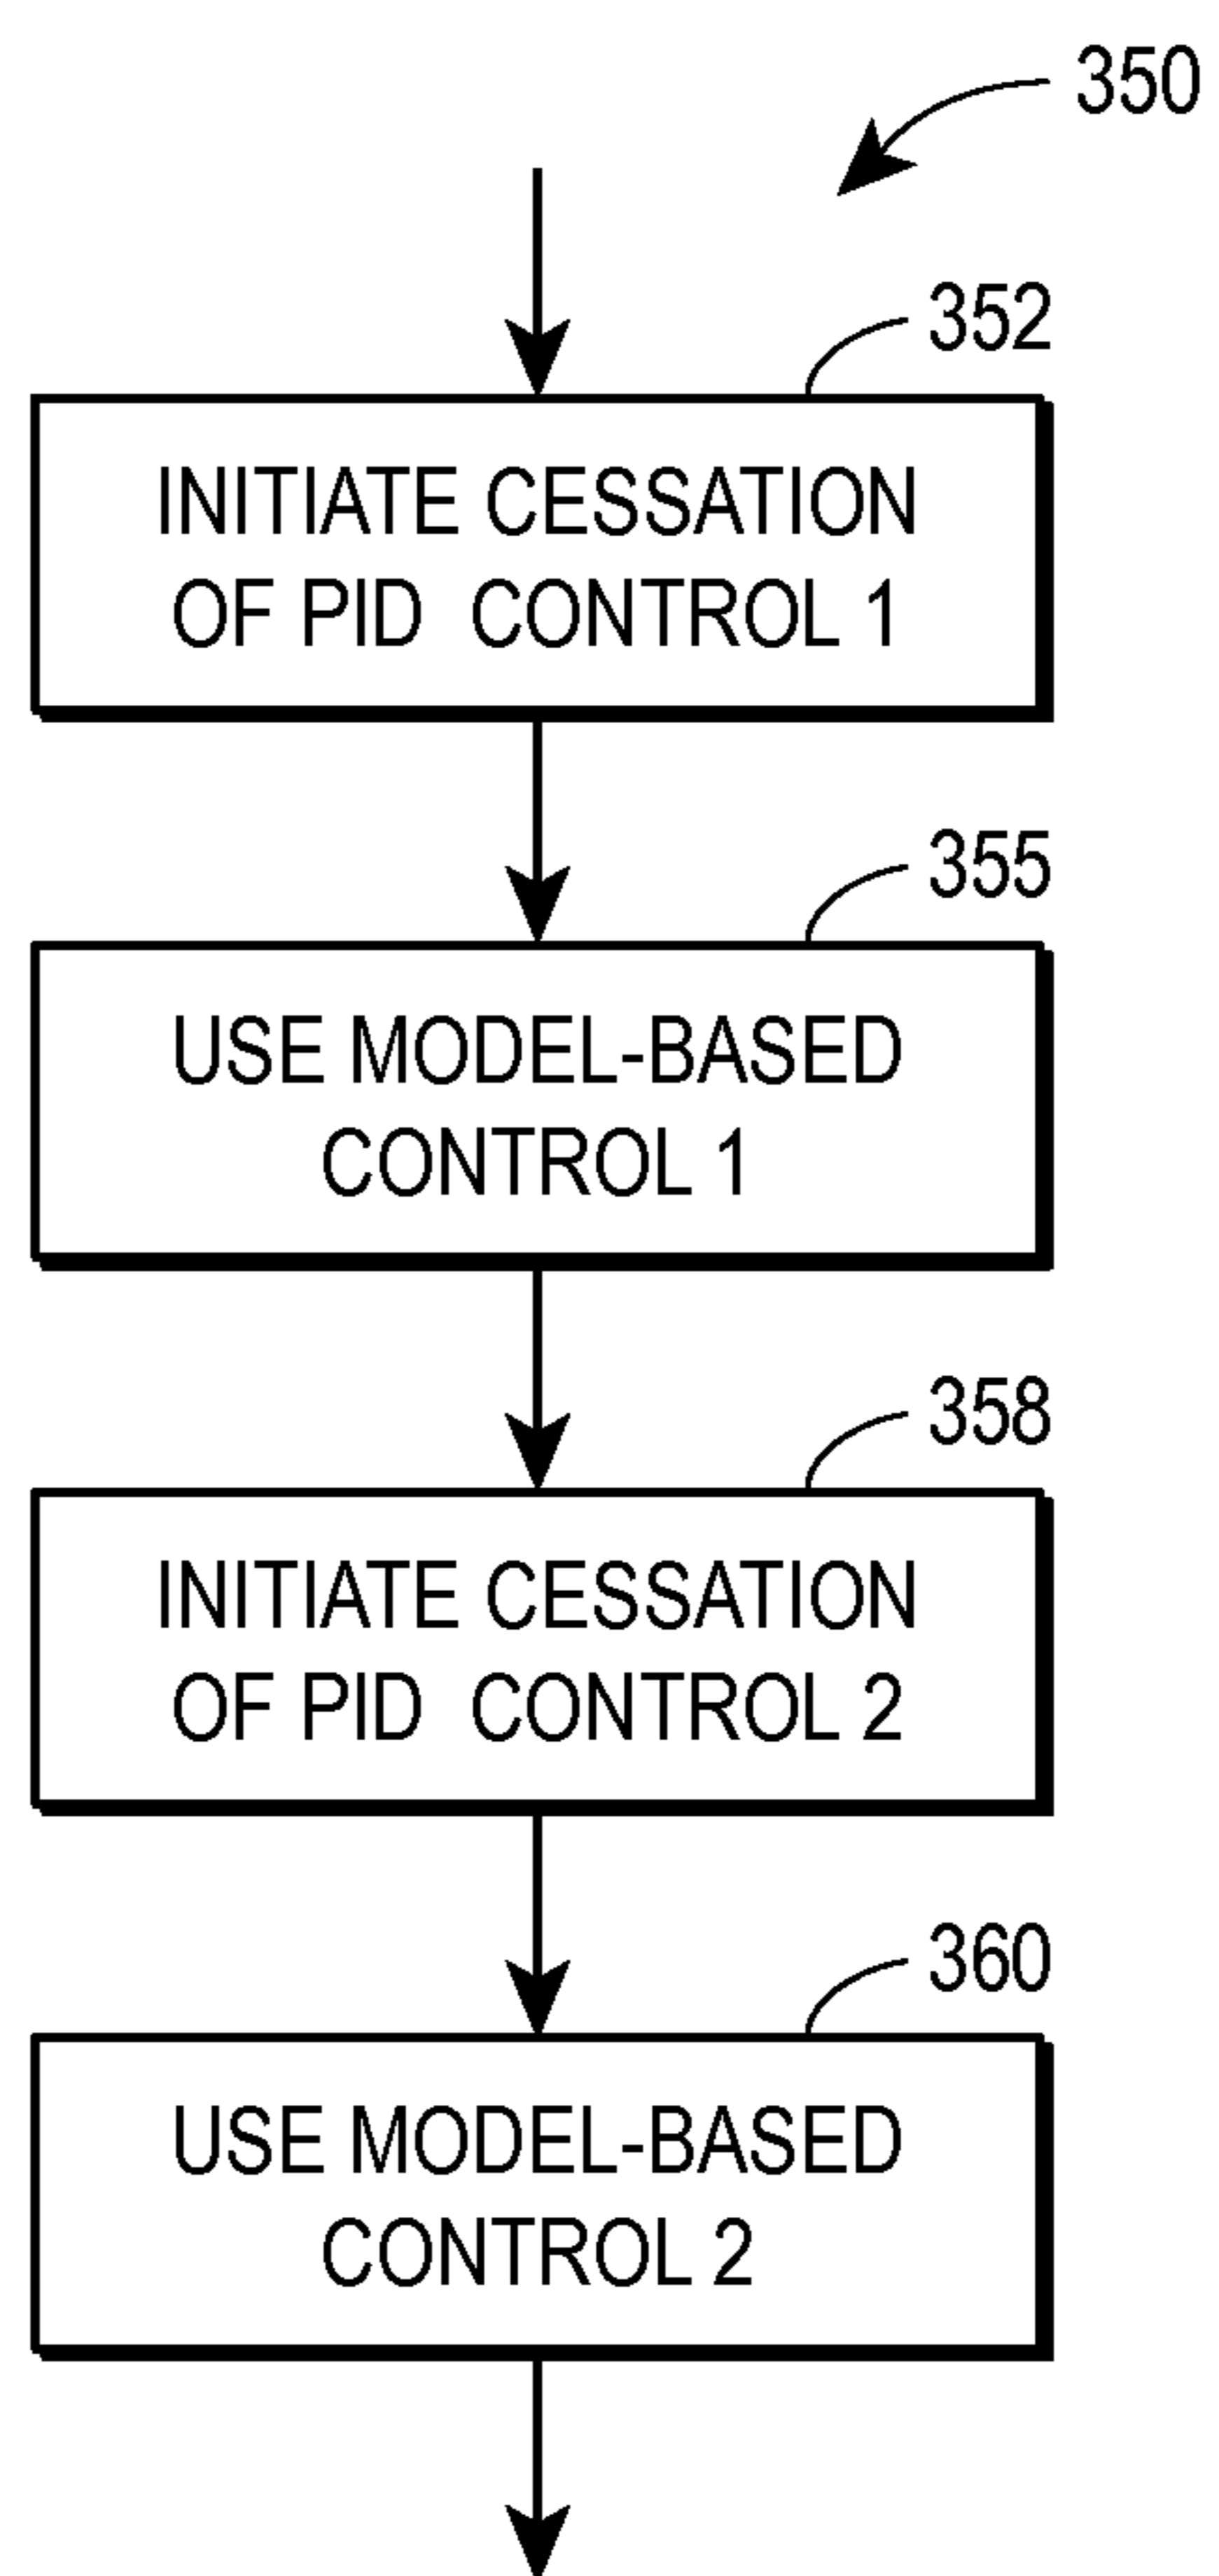 350
352
INITIATE CESSATION
OF PID CONTROL 1
355
USE MODEL-BASED
CONTROL 1
358
INITIATE CESSATION
OF PID CONTROL 2
360
USE MODEL-BASED
CONTROL 2